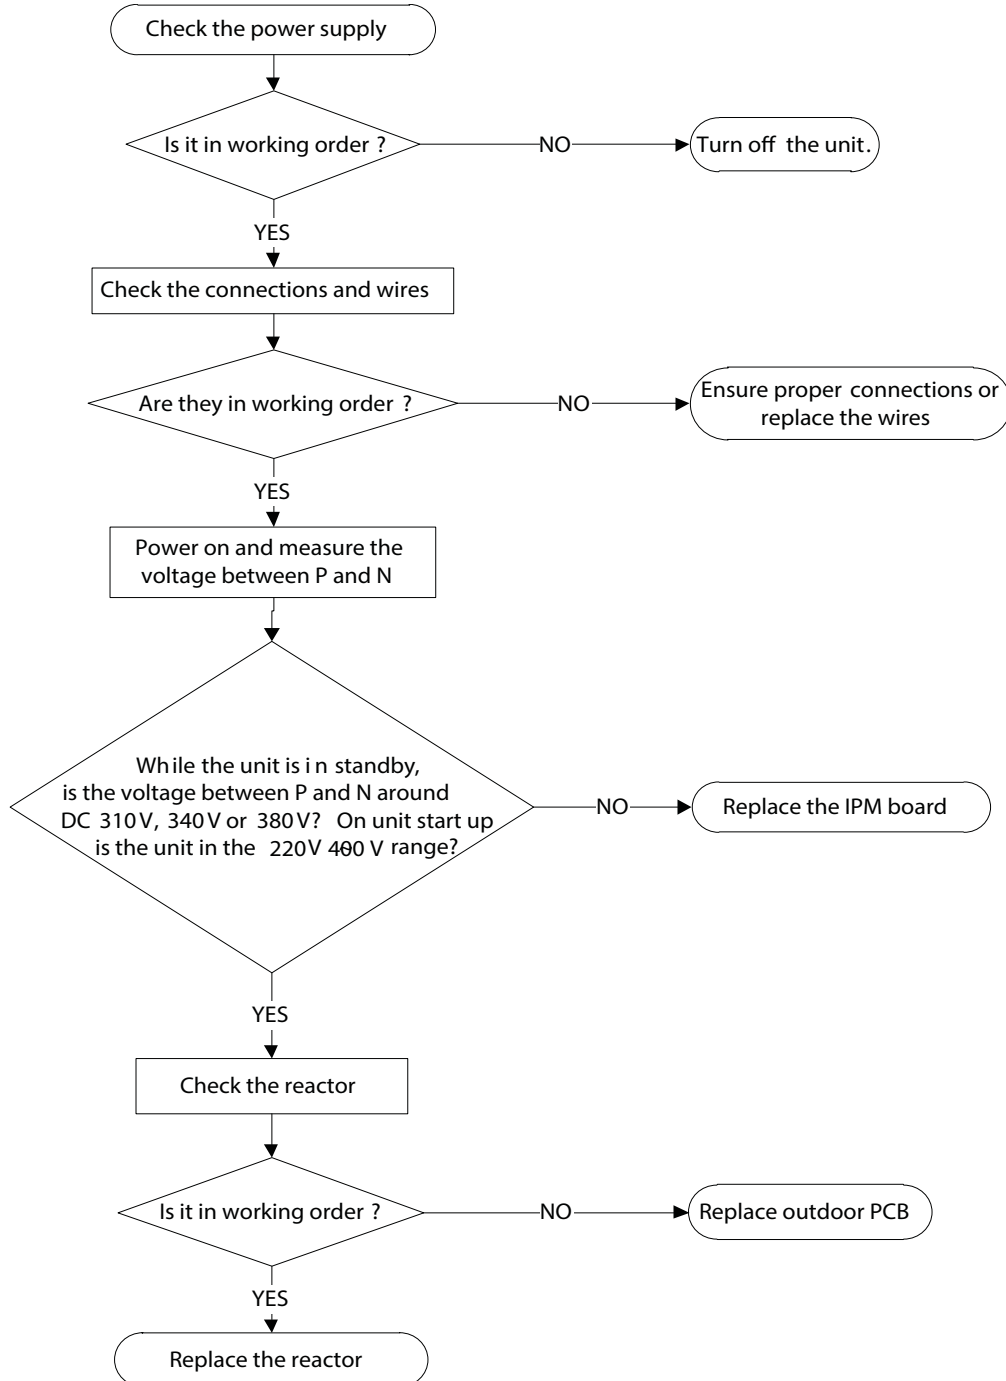 Check the power supply
Is it in working order ?
NO
Turn off the unit.
YES
Check the connections and wires
Are they in working order ?
NO
Ensure proper connections or
replace the wires
YES
Power on and measure the
voltage between P and N
While the unit is in standby,
is the voltage between P and N around
DC 310V, 340V or 380V? On unit start up
is the unit in the 220V~400V range?
NO
Replace the IPM board
YES
Check the reactor
Is it in working order ?
NO
Replace outdoor PCB
YES
Replace the reactor